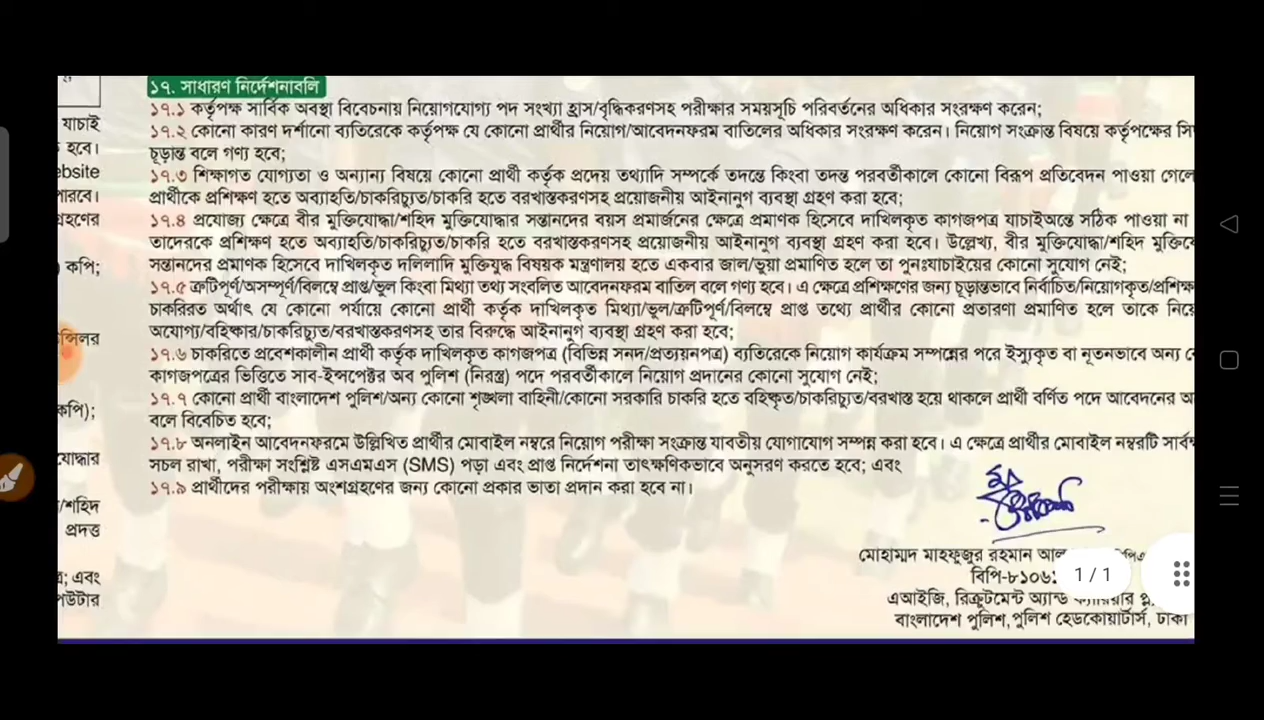 যাচাই
হবে।
ebsite
পারবে।
গ্রহণের
কপি;
ন্সিলর
কপি);
যোদ্ধার
/শহিদ
প্রদত্ত
ত্র; এবং
পউটার
১৭. সাধারণ নির্দেশনাবলি
১৭.১ কর্তৃপক্ষ সার্বিক অবস্থা বিবেচনায় নিয়োগযোগ্য পদ সংখ্যা হ্রাস/বৃদ্ধিকরণসহ পরীক্ষার সময়সূচি পরিবর্তনের অধিকার সংরক্ষণ করেন;
১৭.২ কোনো কারণ দর্শানো ব্যতিরেকে কর্তৃপক্ষ যে কোনো প্রার্থীর নিয়োগ/আবেদনফরম বাতিলের অধিকার সংরক্ষণ করেন। নিয়োগ সংক্রান্ত বিষয়ে কর্তৃপক্ষের সি
চূড়ান্ত বলে গণ্য হবে;
১৭.৩ শিক্ষাগত যোগ্যতা ও অন্যান্য বিষয়ে কোনো প্রার্থী কর্তৃক প্রদেয় তথ্যাদি সম্পর্কে তদন্তে কিংবা তদন্ত পরবর্তীকালে কোনো বিরূপ প্রতিবেদন পাওয়া গেলে
প্রার্থীকে প্রশিক্ষণ হতে অব্যাহতি/চাকরিচ্যুত/চাকরি হতে বরখাস্তকরণসহ প্রয়োজনীয় আইনানুগ ব্যবস্থা গ্রহণ করা হবে;
১৭.৪ প্রযোজ্য ক্ষেত্রে বীর মুক্তিযোদ্ধা/শহিদ মুক্তিযোদ্ধার সন্তানদের বয়স প্রমার্জনের ক্ষেত্রে প্রমাণক হিসেবে দাখিলকৃত কাগজপত্র যাচাইঅন্তে সঠিক পাওয়া না
তাদেরকে প্রশিক্ষণ হতে অব্যাহতি/চাকরিচ্যুত/চাকরি হতে বরখাস্তকরণসহ প্রয়োজনীয় আইনানুগ ব্যবস্থা গ্রহণ করা হবে। উল্লেখ্য, বীর মুক্তিযোদ্ধা/শহিদ মুক্তিযে
সন্তানদের প্রমাণক হিসেবে দাখিলকৃত দলিলাদি মুক্তিযুদ্ধ বিষয়ক মন্ত্রণালয় হতে একবার জাল/ভুয়া প্রমাণিত হলে তা পুনঃযাচাইয়ের কোনো সুযোগ নেই;
১৭.৫ ত্রুটিপূর্ণ/অসম্পূর্ণ/বিলম্বে প্রাপ্ত/ভুল কিংবা মিথ্যা তথ্য সংবলিত আবেদনফরম বাতিল বলে গণ্য হবে। এ ক্ষেত্রে প্রশিক্ষণের জন্য চূড়ান্তভাবে নির্বাচিত/নিয়োগকৃত/প্রশিক্ষ
চাকরিরত অর্থাৎ যে কোনো পর্যায়ে কোনো প্রার্থী কর্তৃক দাখিলকৃত মিথ্যা/ভুল/ত্রুটিপূর্ণ/বিলম্বে প্রাপ্ত তথ্যে প্রার্থীর কোনো প্রতারণা প্রমাণিত হলে তাকে নিয়ে
অযোগ্য/বহিষ্কার/চাকরিচ্যুত/বরখাস্তকরণসহ তার বিরুদ্ধে আইনানুগ ব্যবস্থা গ্রহণ করা হবে;
১৭.৬ চাকরিতে প্রবেশকালীন প্রার্থী কর্তৃক দাখিলকৃত কাগজপত্র (বিভিন্ন সনদ/প্রত্যয়নপত্র) ব্যতিরেকে নিয়োগ কার্যক্রম সম্পন্নের পরে ইস্যুকৃত বা নূতনভাবে অন্য কে
কাগজপত্রের ভিত্তিতে সাব-ইন্সপেক্টর অব পুলিশ (নিরস্ত্র) পদে পরবর্তীকালে নিয়োগ প্রদানের কোনো সুযোগ নেই;
১৭.৭ কোনো প্রার্থী বাংলাদেশ পুলিশ/অন্য কোনো শৃঙ্খলা বাহিনী/কোনো সরকারি চাকরি হতে বহিষ্কৃত/চাকরিচ্যুত/বরখাস্ত হয়ে থাকলে প্রার্থী বর্ণিত পদে আবেদনের অ
বলে বিবেচিত হবে;
১৭.৮ অনলাইন আবেদনফরমে উল্লিখিত প্রার্থীর মোবাইল নম্বরে নিয়োগ পরীক্ষা সংক্রান্ত যাবতীয় যোগাযোগ সম্পন্ন করা হবে। এ ক্ষেত্রে প্রার্থীর মোবাইল নম্বরটি সার্ব
সচল রাখা, পরীক্ষা সংশ্লিষ্ট এসএমএস (SMS) পড়া এবং প্রাপ্ত নির্দেশনা তাৎক্ষণিকভাবে অনুসরণ করতে হবে; এবং
১৭.৯ প্রার্থীদের পরীক্ষায় অংশগ্রহণের জন্য কোনো প্রকার ভাতা প্রদান করা হবে না।
মোহাম্মদ মাহফুজুর রহমান আল
বিপি-৮১০৬
1 / 1
এআইজি, রিক্রুটমেন্ট অ্যান্ড ক্যারিয়ার প্ল
বাংলাদেশ পুলিশ,পুলিশ হেডকোয়ার্টার্স, ঢাকা